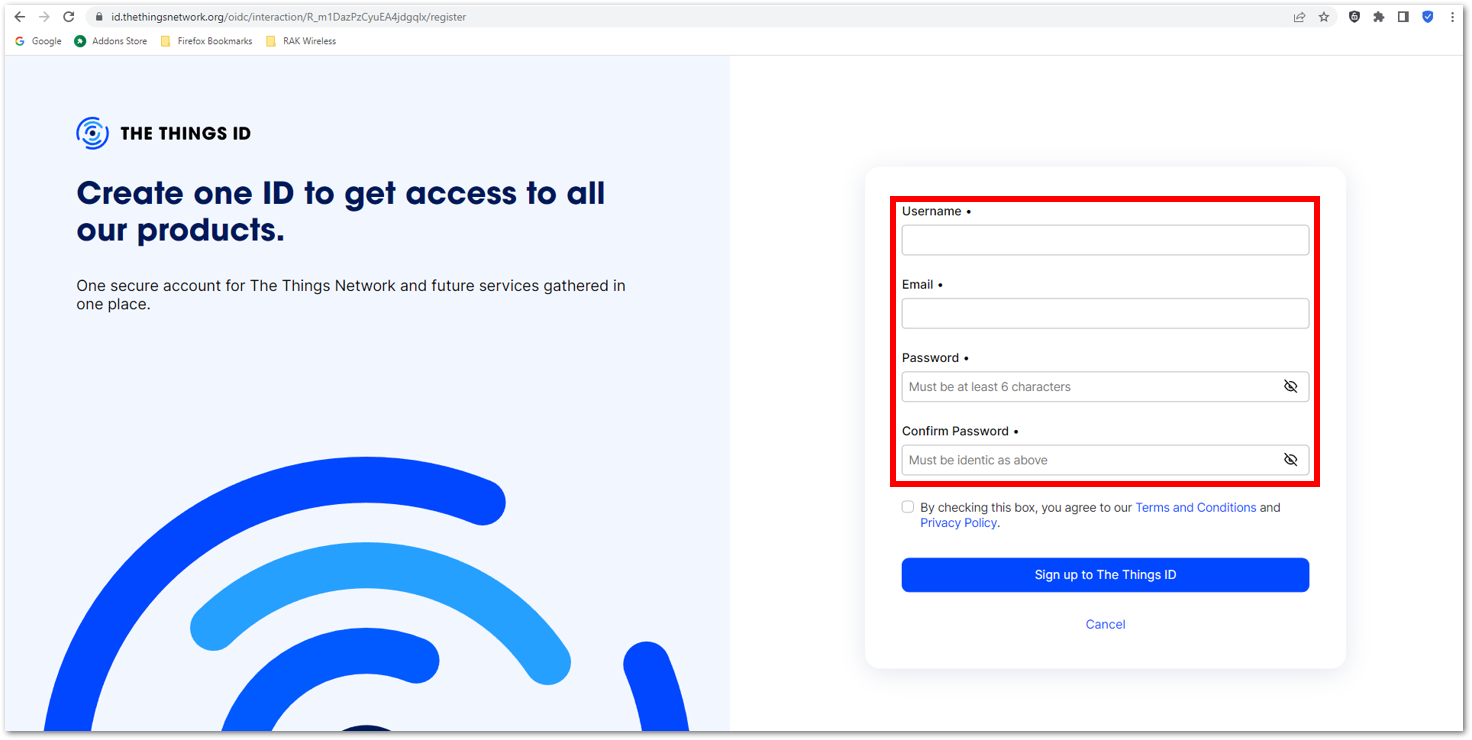 id.thethingsnetwork.org/oidc/interaction/R_m1DazPzCyuEA4jdgqlx/register
Google Addons Store Firefox Bookmarks RAK Wireless
THE THINGS ID
Create one ID to get access to all
our products.
One secure account for The Things Network and future services gathered in
one place.
Username •
Email •
Password •
Must be at least 6 characters
Confirm Password •
Must be identic as above
By checking this box, you agree to our Terms and Conditions and
Privacy Policy.
Sign up to The Things ID
Cancel